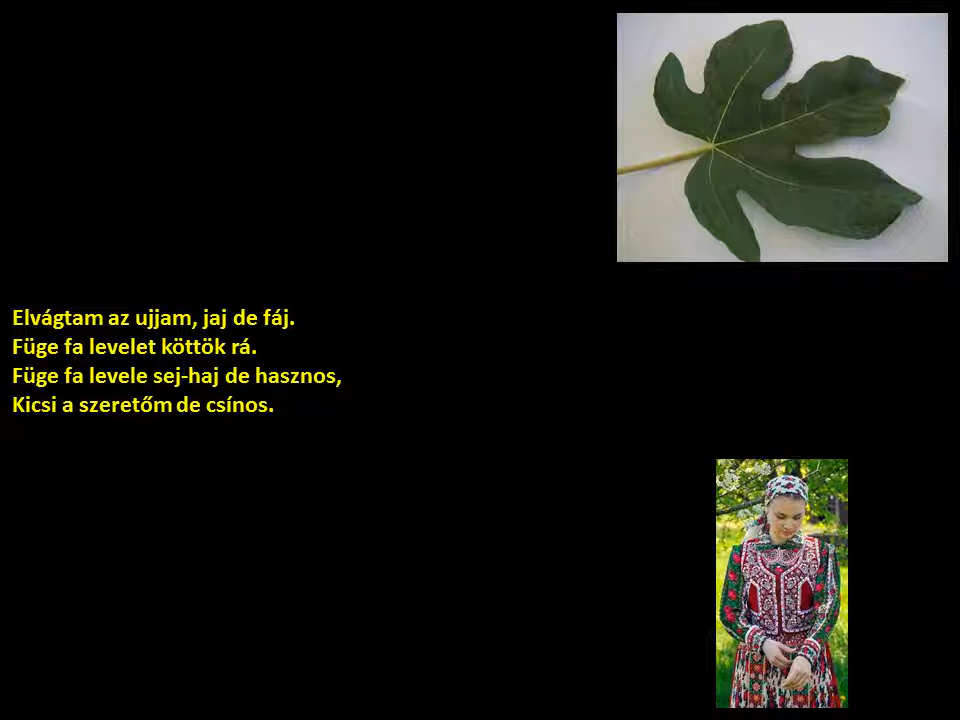 Elvágtam az ujjam, jaj de fáj.
Füge fa levelet köttök rá.
Füge fa levele sej-haj de hasznos,
Kicsi a szeretőm de csínos.